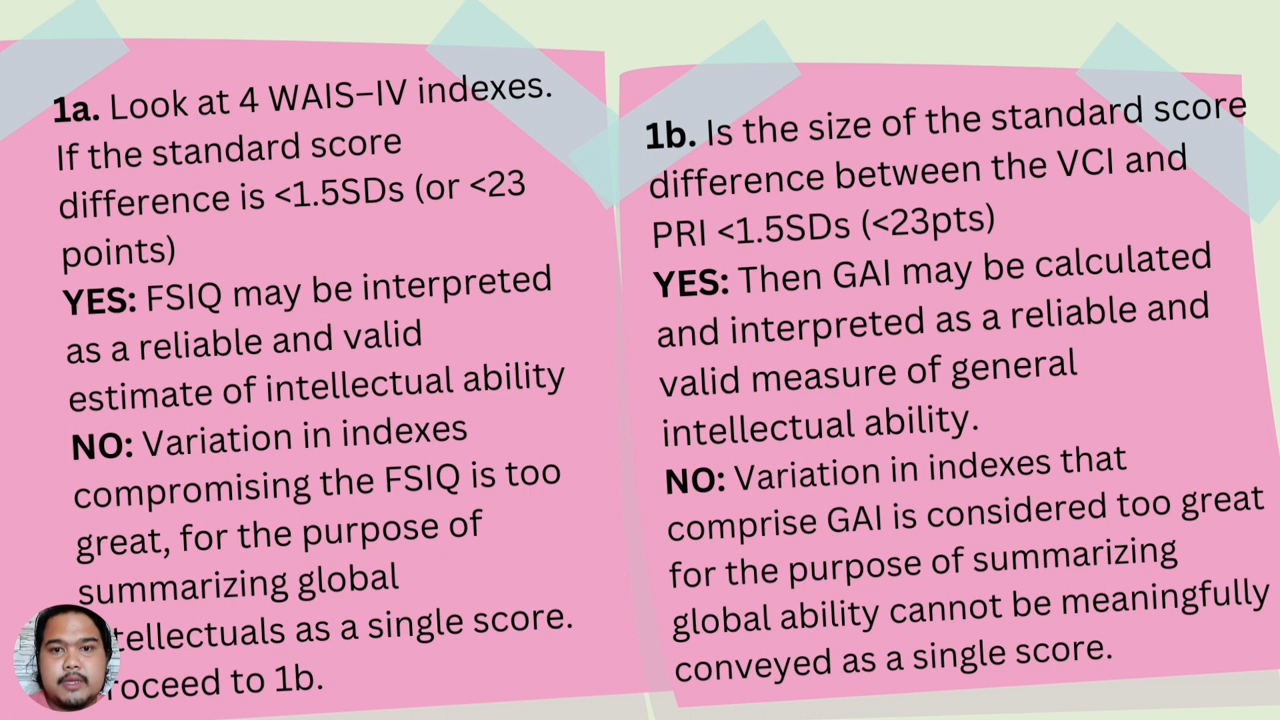 1a. Look at 4 WAIS–IV indexes.
If the standard score
difference is <1.5SDs (or <23
points)
YES: FSIQ may be interpreted
as a reliable and valid
estimate of intellectual ability
NO: Variation in indexes
compromising the FSIQ is too
great, for the purpose of
summarizing global
tellectuals as a single score.
roceed to 1b.
1b. Is the size of the standard score
difference between the VCI and
PRI <1.5SDs (<23pts)
YES: Then GAI may be calculated
and interpreted as a reliable and
valid measure of general
intellectual ability.
NO: Variation in indexes that
comprise GAI is considered too great
for the purpose of summarizing
global ability cannot be meaningfully
conveyed as a single score.